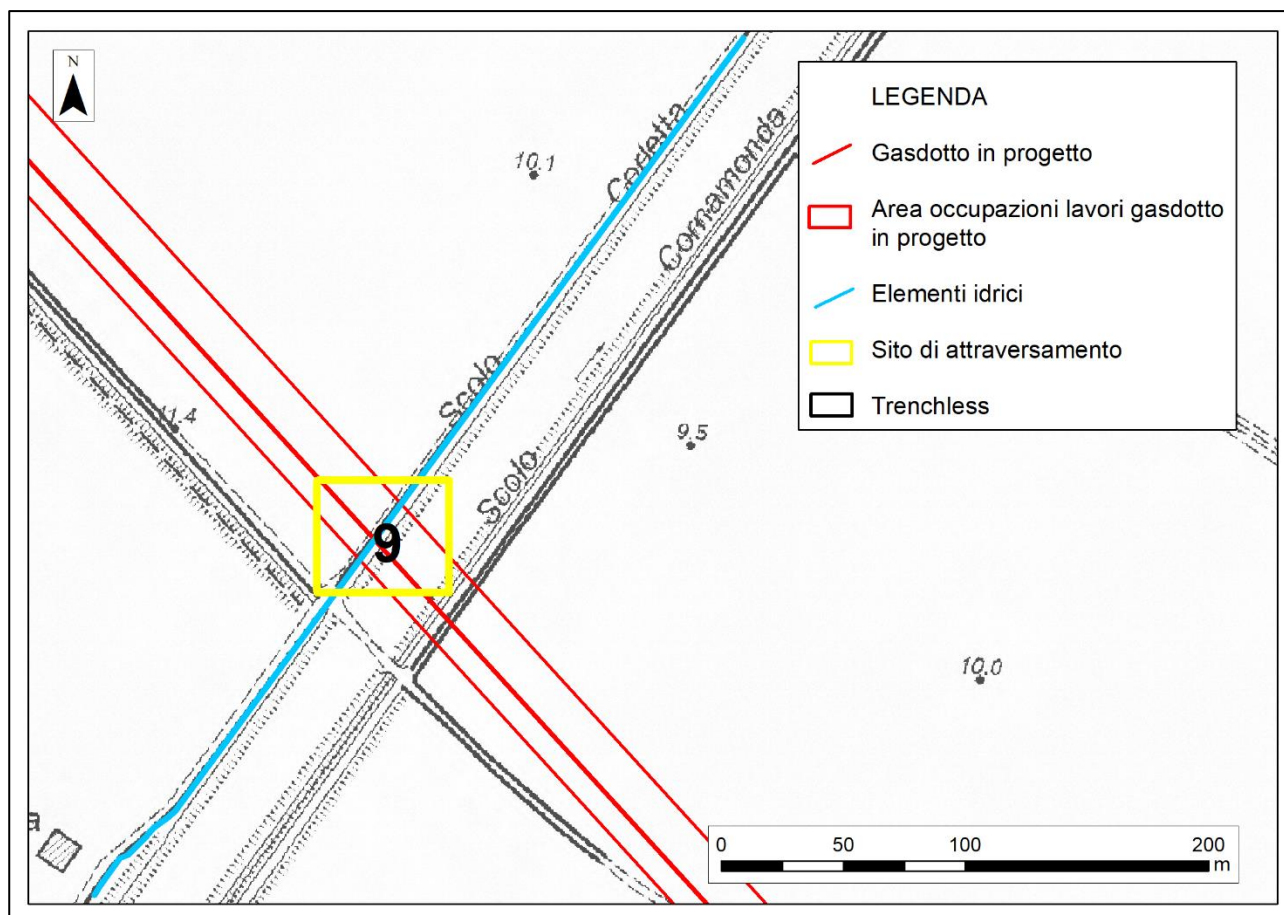 N
LEGENDA
Gasdotto in progetto
Area occupazioni lavori gasdotto
in progetto
Elementi idrici
Sito di attraversamento
Trenchless
10.1
Scolo Cornamonda
11.4
Scolo
9.5
9
10.0
a
0 50 100 200
m